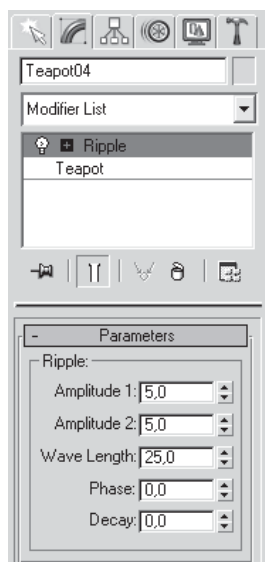 Teapot04
Modifier List
Ripple
Teapot
- Parameters
Ripple:
Amplitude 1: 5,0
Amplitude 2: 5,0
Wave Length: 25,0
Phase: 0,0
Decay: 0,0